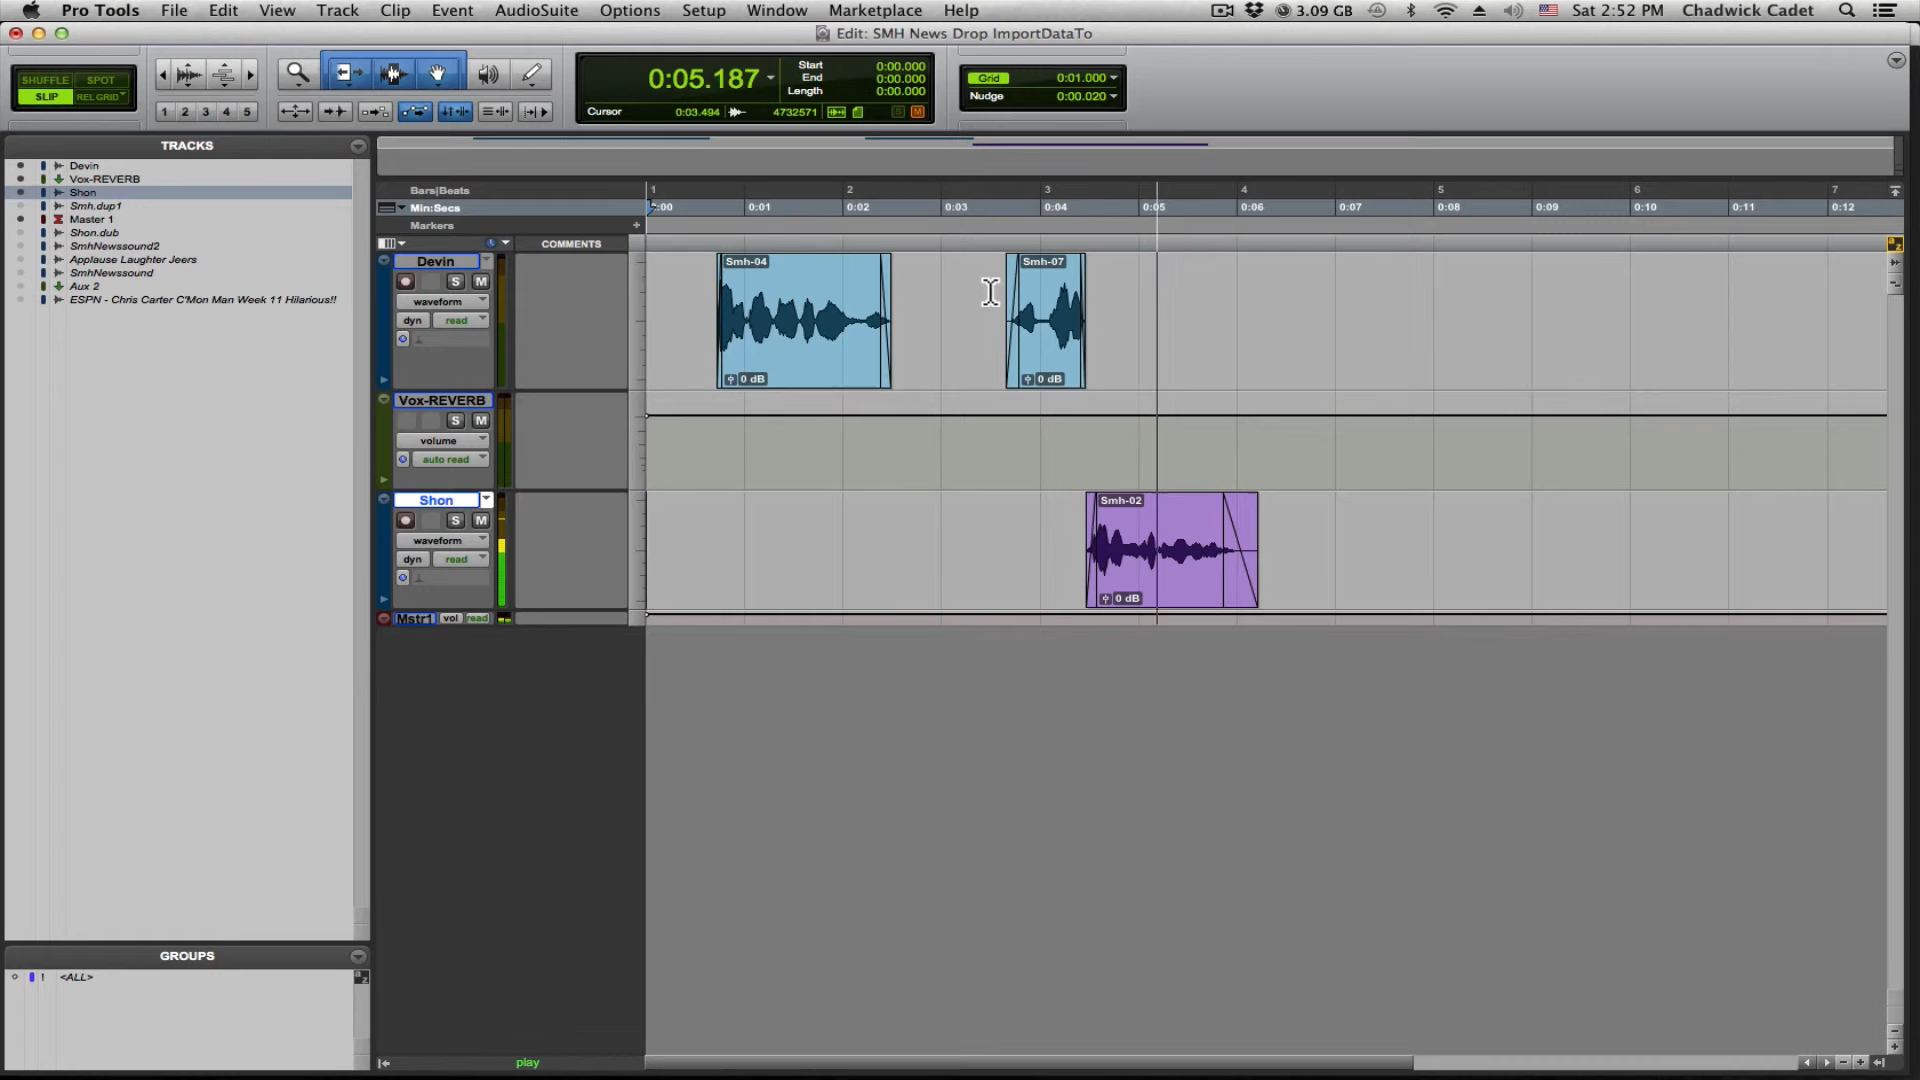 Pro Tools File Edit View Track Clip Event AudioSuite Options Setup Window Marketplace Help 3.09 GB Sat 2:52 PM Chadwick Cadet
Edit: SMH News Drop ImportDataTo
SHUFFLE SPOT
SLIP REL GRID
1 2 3 4 5
0:05.187
Start 0:00.000
End 0:00.000
Length 0:00.000
Cursor 0:03.494 4732571 S M
Grid 0:01.000
Nudge 0:00.020
TRACKS
Devin
Vox-REVERB
Shon
Smh.dup1
Master 1
Shon.dub
SmhNewssound2
Applause Laughter Jeers
SmhNewssound
Aux 2
ESPN - Chris Carter C'Mon Man Week 11 Hilarious!!
GROUPS
! <ALL>
a z
Bars|Beats 1 2 3 4 5 6 7
Min:Secs 0:00 0:01 0:02 0:03 0:04 0:05 0:06 0:07 0:08 0:09 0:10 0:11 0:12
Markers +
COMMENTS
a z
Devin
S M
waveform
dyn read
Smh-04
0 dB
Smh-07
0 dB
Vox-REVERB
S M
volume
auto read
Shon
S M
waveform
dyn read
Smh-02
0 dB
Mstr1 vol read
play